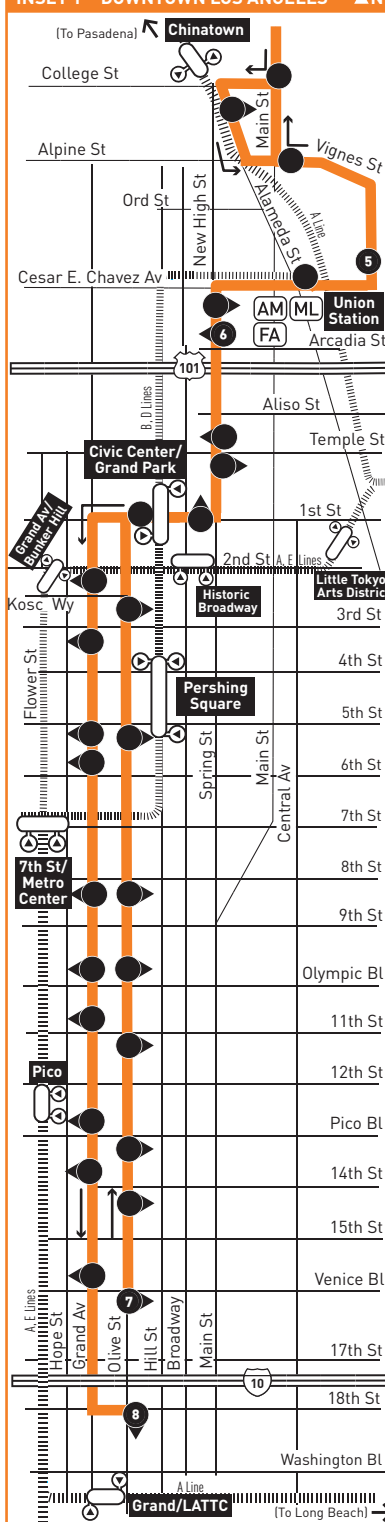 INSET 1 DOWNTOWN LOS ANGELES
(To Pasadena)
Chinatown
College St
Main St
Alpine St
Vignes St
Ord St
New High St
Alameda St
A Line
5
Cesar E. Chavez Av
AM
ML
Union
Station
6
FA
Arcadia St
101
B, D Lines
Aliso St
Temple St
Civic Center/
Grand Park
1st St
Grand Av/
Bunker Hill
2nd St
A, E Lines
Historic
Broadway
Little Tokyo
Arts Distric
Kosc. Wy
3rd St
Flower St
4th St
Pershing
Square
5th St
Spring St
Main St
6th St
Central Av
7th St
7th St/
Metro
Center
8th St
9th St
Olympic Bl
11th St
12th St
Pico
Pico Bl
14th St
15th St
Venice Bl
7
A, E Lines
Hope St
Grand Av
Olive St
Hill St
Broadway
Main St
17th St
10
18th St
8
Washington Bl
A Line
Grand/LATTC
(To Long Beach)